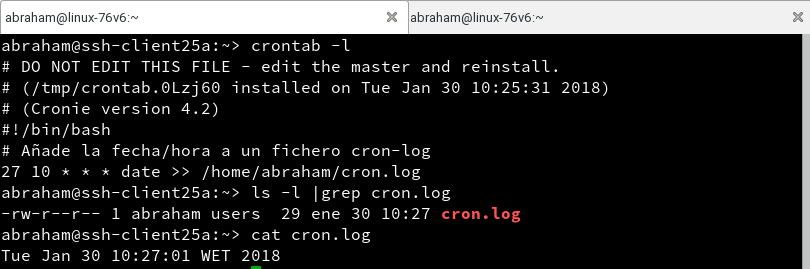 abraham@linux-76v6:~
abraham@linux-76v6:~
abraham@ssh-client25a:~> crontab -l
# DO NOT EDIT THIS FILE - edit the master and reinstall.
# (/tmp/crontab.0Lzj60 installed on Tue Jan 30 10:25:31 2018)
# (Cronie version 4.2)
#!/bin/bash
# Añade la fecha/hora a un fichero cron-log
27 10 * * * date >> /home/abraham/cron.log
abraham@ssh-client25a:~> ls -l |grep cron.log
-rw-r--r-- 1 abraham users  29 ene 30 10:27 cron.log
abraham@ssh-client25a:~> cat cron.log
Tue Jan 30 10:27:01 WET 2018